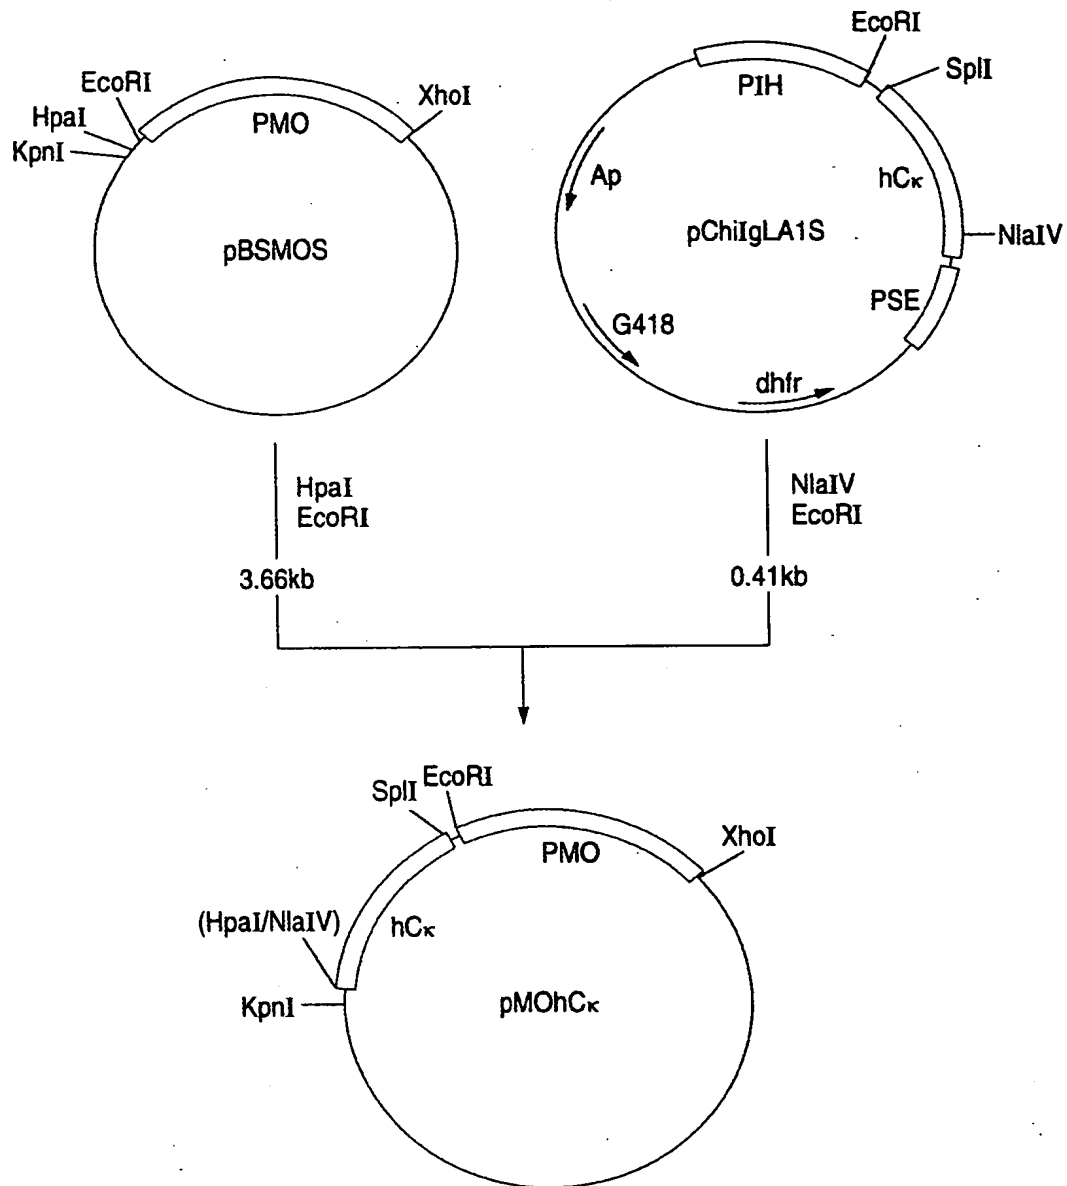 EcoRI
HpaI
KpnI
PMO
XhoI
pBSMOS
EcoRI
SplI
PIH
Ap
hCκ
pChiIgLA1S
NlaIV
PSE
G418
dhfr
HpaI
EcoRI
3.66kb
NlaIV
EcoRI
0.41kb
SplI
EcoRI
PMO
XhoI
(HpaI/NlaIV)
hCκ
KpnI
pMOhCκ